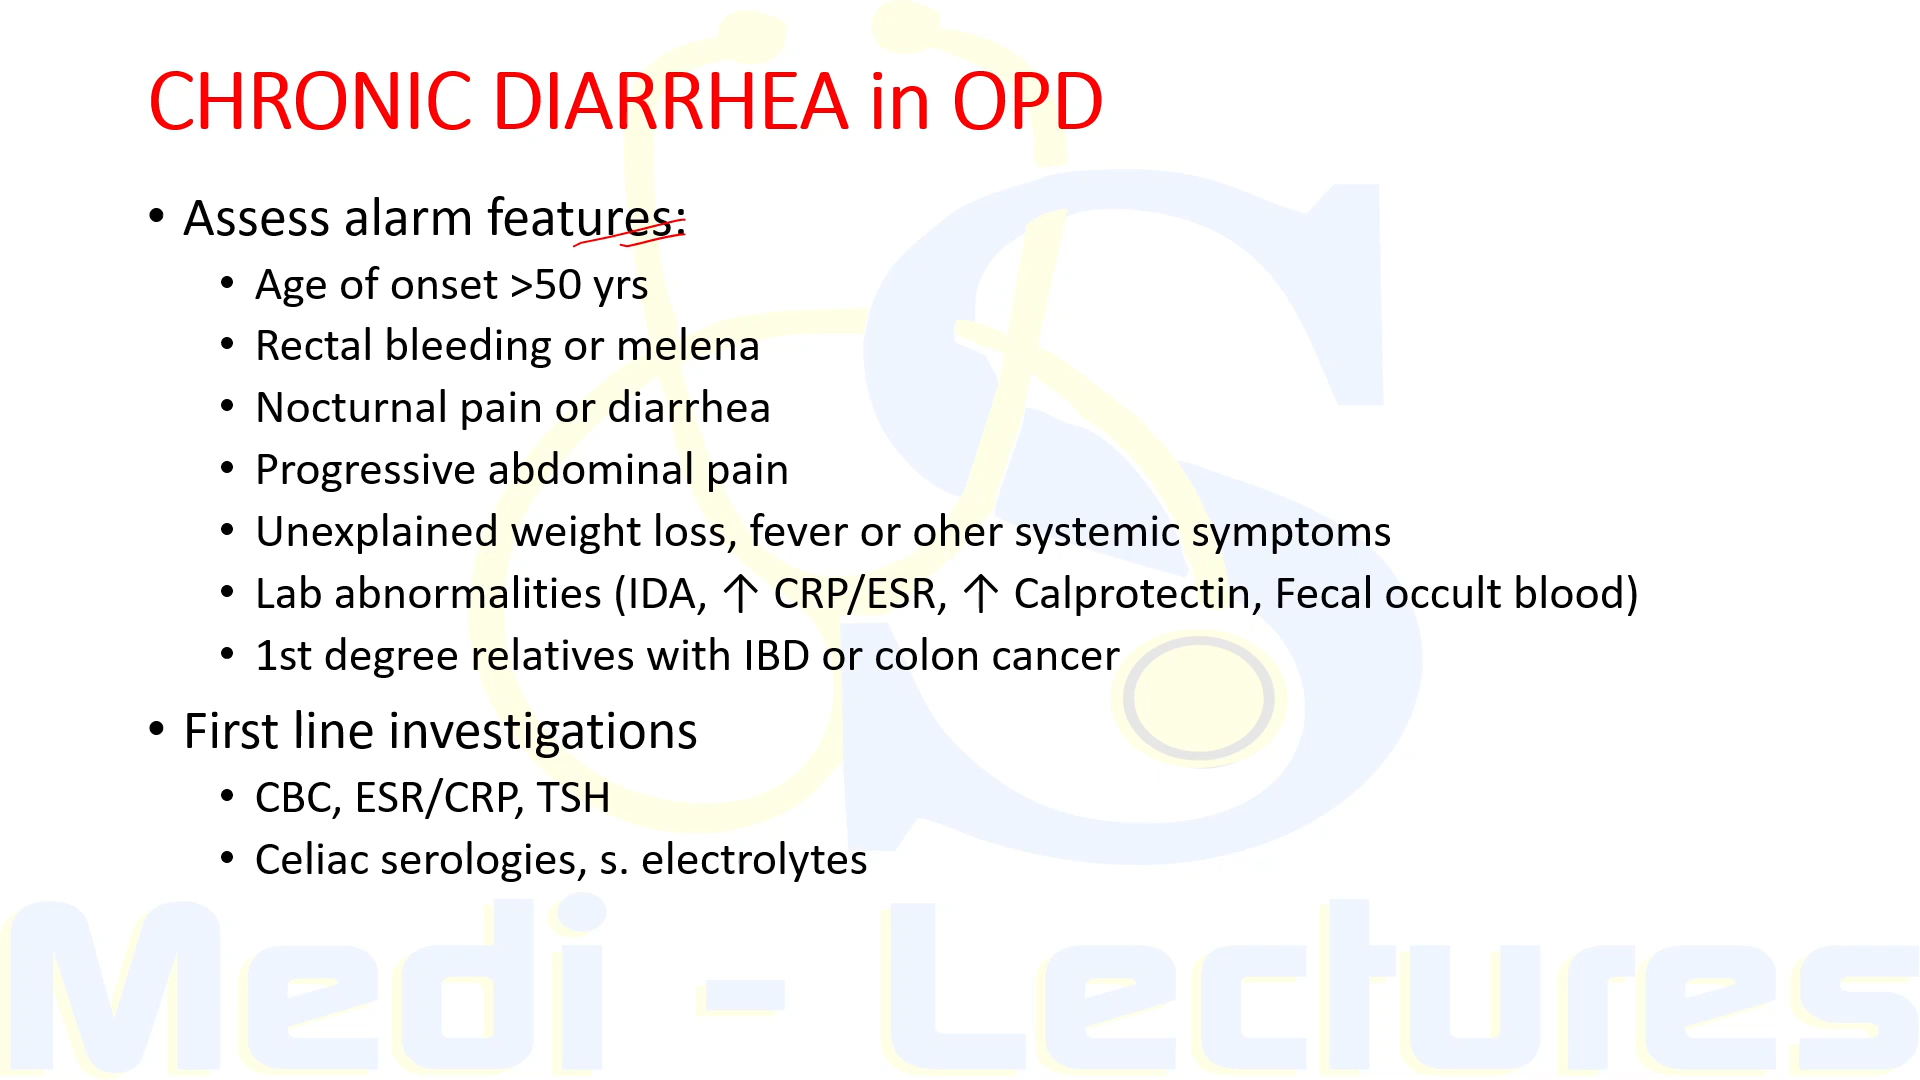 CHRONIC DIARRHEA in OPD
• Assess alarm features:
• Age of onset >50 yrs
• Rectal bleeding or melena
• Nocturnal pain or diarrhea
• Progressive abdominal pain
• Unexplained weight loss, fever or oher systemic symptoms
• Lab abnormalities (IDA, ↑ CRP/ESR, ↑ Calprotectin, Fecal occult blood)
• 1st degree relatives with IBD or colon cancer
• First line investigations
• CBC, ESR/CRP, TSH
• Celiac serologies, s. electrolytes
S
Medi - Lectures